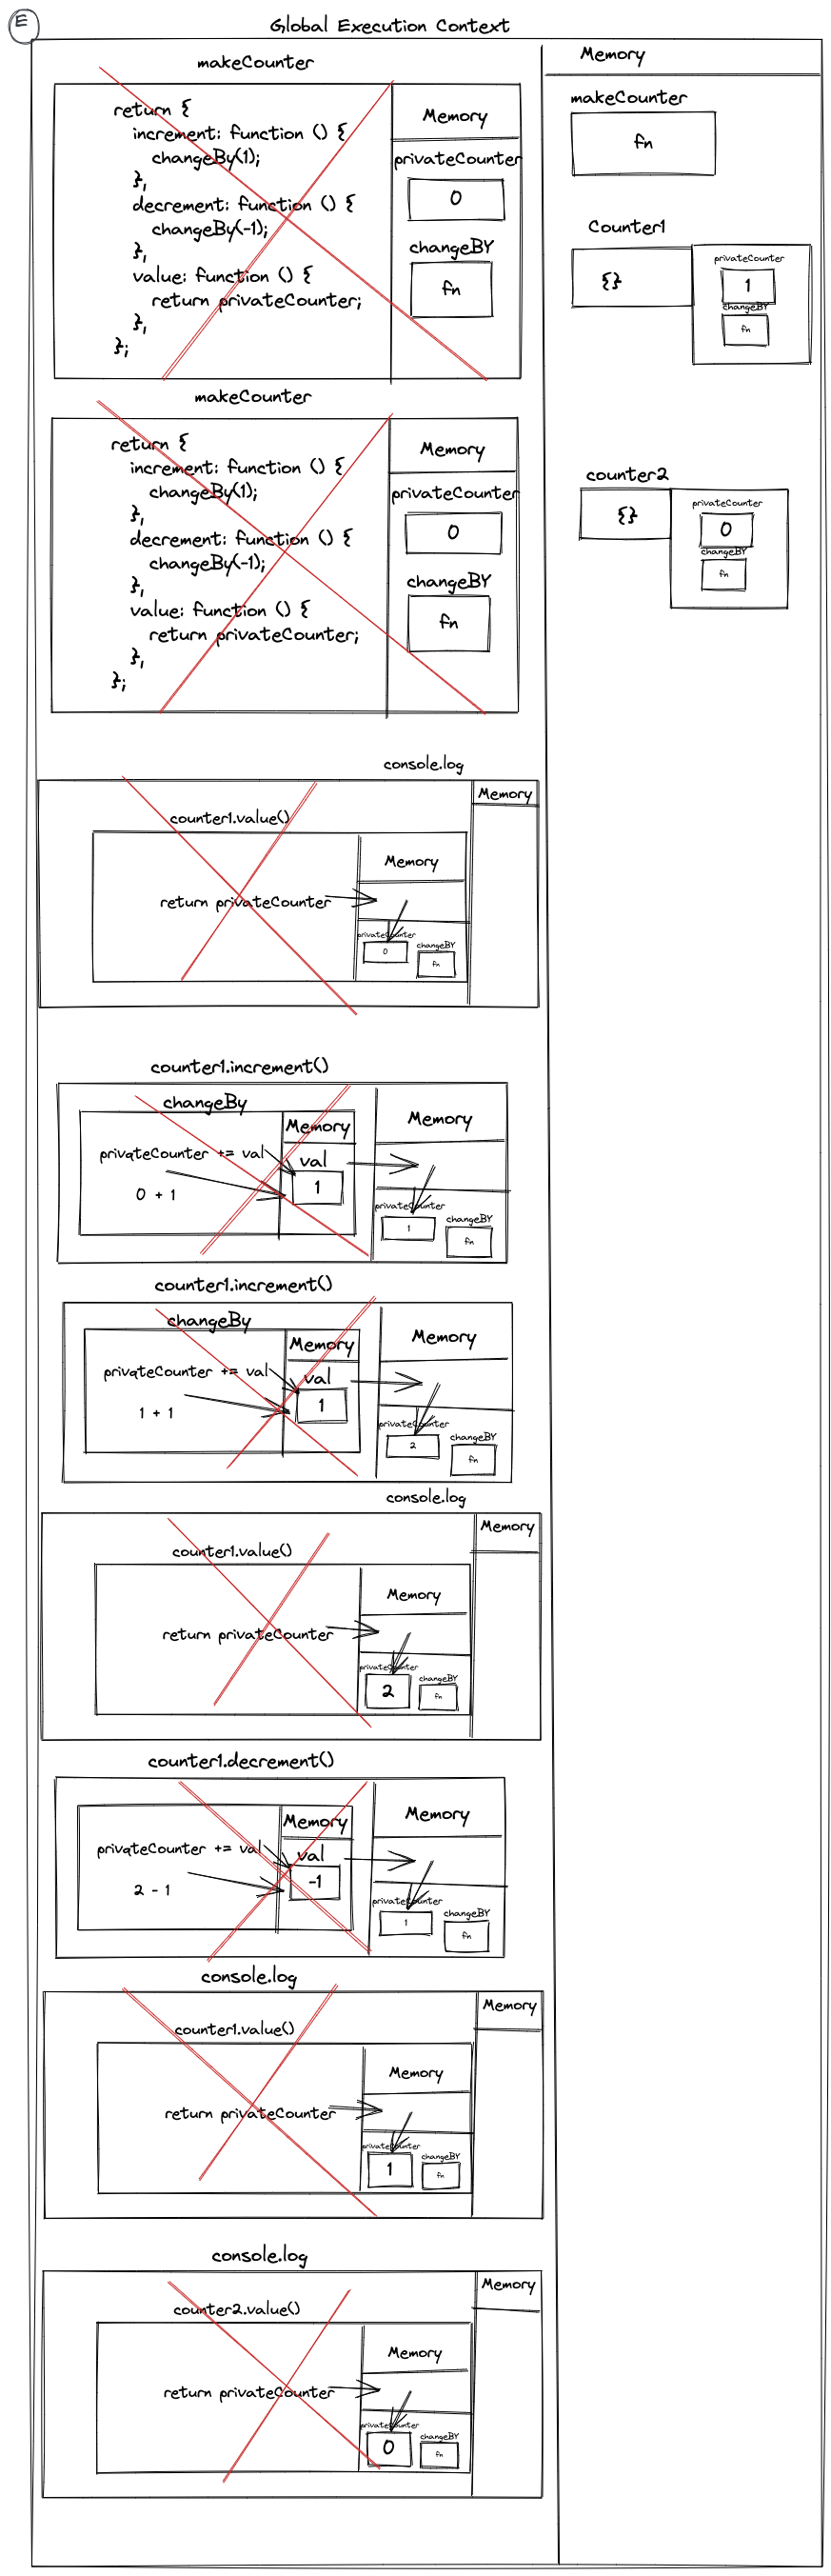 E
Global Execution Context
makeCounter
return {
increment: function () {
changeBy(1);
},
decrement: function () {
changeBy(-1);
},
value: function () {
return privateCounter;
},
};
Memory
privateCounter
0
changeBY
fn
makeCounter
return {
increment: function () {
changeBy(1);
},
decrement: function () {
changeBy(-1);
},
value: function () {
return privateCounter;
},
};
Memory
privateCounter
0
changeBY
fn
console.log
Memory
counter1.value()
Memory
return privateCounter
privateCounter
0
changeBY
fn
counter1.increment()
changeBy
privateCounter += val
0 + 1
Memory
val
1
Memory
privateCounter
1
changeBY
fn
counter1.increment()
changeBy
privateCounter += val
1 + 1
Memory
val
1
Memory
privateCounter
2
changeBY
fn
console.log
Memory
counter1.value()
Memory
return privateCounter
privateCounter
2
changeBY
fn
counter1.decrement()
privateCounter += val
2 - 1
Memory
val
-1
Memory
privateCounter
1
changeBY
fn
console.log
Memory
counter1.value()
Memory
return privateCounter
privateCounter
1
changeBY
fn
console.log
Memory
counter2.value()
Memory
return privateCounter
privateCounter
0
changeBY
fn
Memory
makeCounter
fn
Counter1
{}
privateCounter
1
changeBY
fn
counter2
{}
privateCounter
0
changeBY
fn